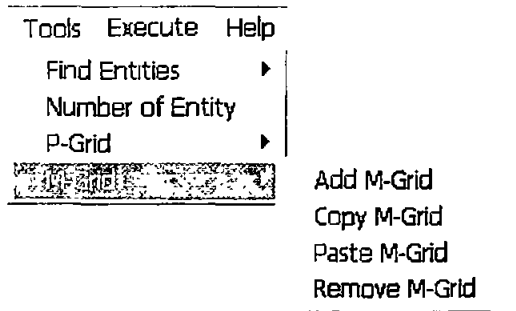 Tools Execute Help
Find Entities
Number of Entity
P-Grid
Add M-Grid
Copy M-Grid
Paste M-Grid
Remove M-Grid